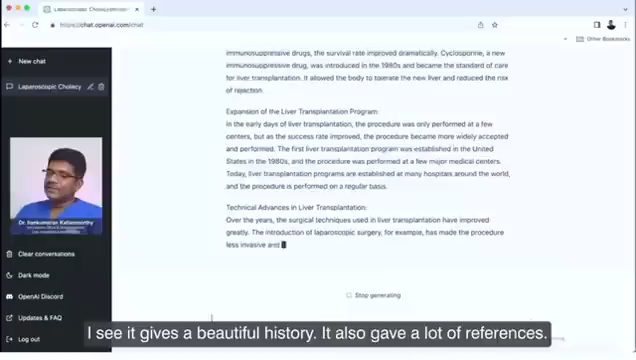 Laparoscopic Cholecystectomy
https://chat.openai.com/chat
Other Bookmarks
New chat
Laparoscopic Cholecy
immunosuppressive drugs, the survival rate improved dramatically. Cyclosporine, a new
immunosuppressive drug, was introduced in the 1980s and became the standard of care
for liver transplantation. It allowed the body to tolerate the new liver and reduced the risk
of rejection.
Expansion of the Liver Transplantation Program:
In the early days of liver transplantation, the procedure was only performed at a few
centers, but as the success rate improved, the procedure became more widely accepted
and performed. The first liver transplantation program was established in the United
States in the 1980s, and the procedure was performed at a few major medical centers.
Today, liver transplantation programs are established at many hospitals around the world,
and the procedure is performed on a regular basis.
Technical Advances in Liver Transplantation:
Over the years, the surgical techniques used in liver transplantation have improved
greatly. The introduction of laparoscopic surgery, for example, has made the procedure
less invasive and
Clear conversations
Dark mode
OpenAI Discord
Updates & FAQ
Log out
Stop generating
I see it gives a beautiful history. It also gave a lot of references.